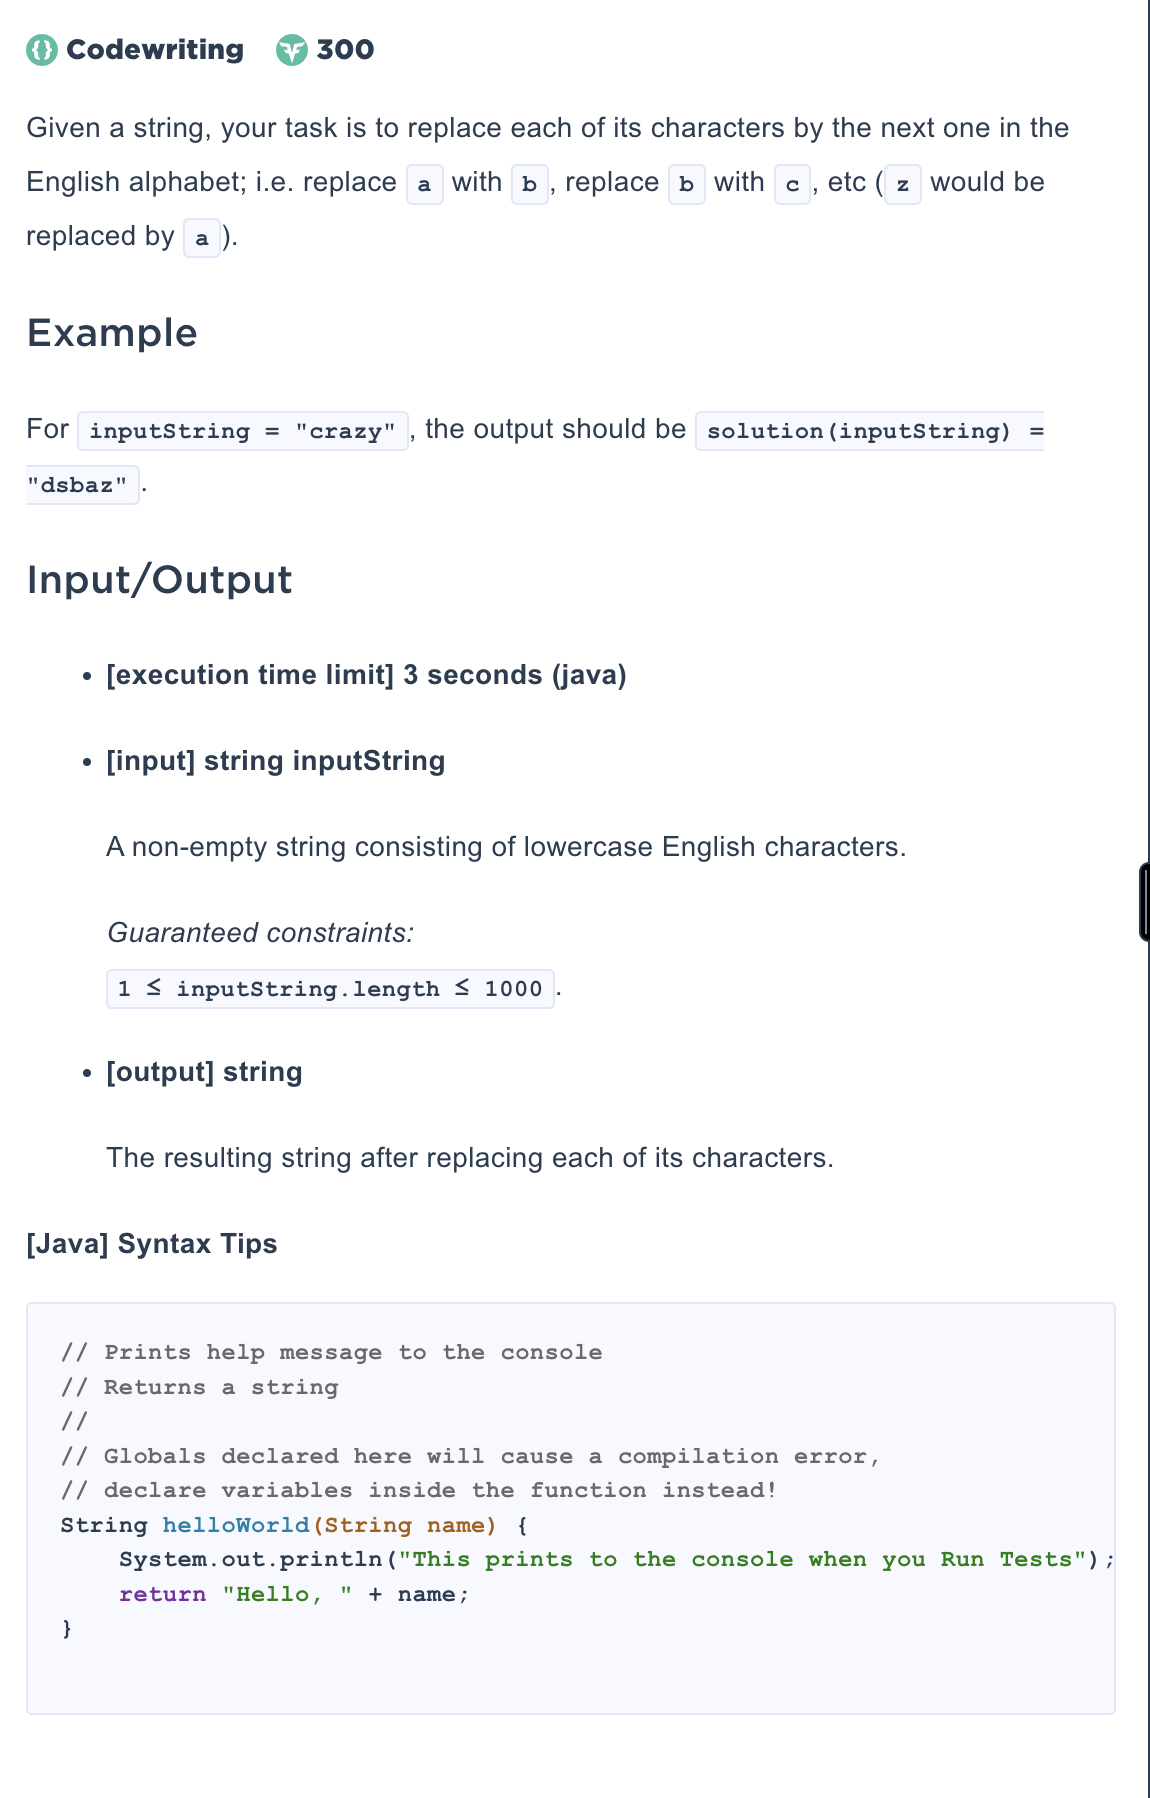 Codewriting 300
Given a string, your task is to replace each of its characters by the next one in the
English alphabet; i.e. replace a with b, replace b with c, etc (z would be
replaced by a).
Example
For inputString = "crazy", the output should be solution(inputString) =
"dsbaz".
Input/Output
• [execution time limit] 3 seconds (java)
• [input] string inputString
A non-empty string consisting of lowercase English characters.
Guaranteed constraints:
1 ≤ inputString.length ≤ 1000.
• [output] string
The resulting string after replacing each of its characters.
[Java] Syntax Tips
// Prints help message to the console
// Returns a string
//
// Globals declared here will cause a compilation error,
// declare variables inside the function instead!
String helloWorld(String name) {
    System.out.println("This prints to the console when you Run Tests");
    return "Hello, " + name;
}